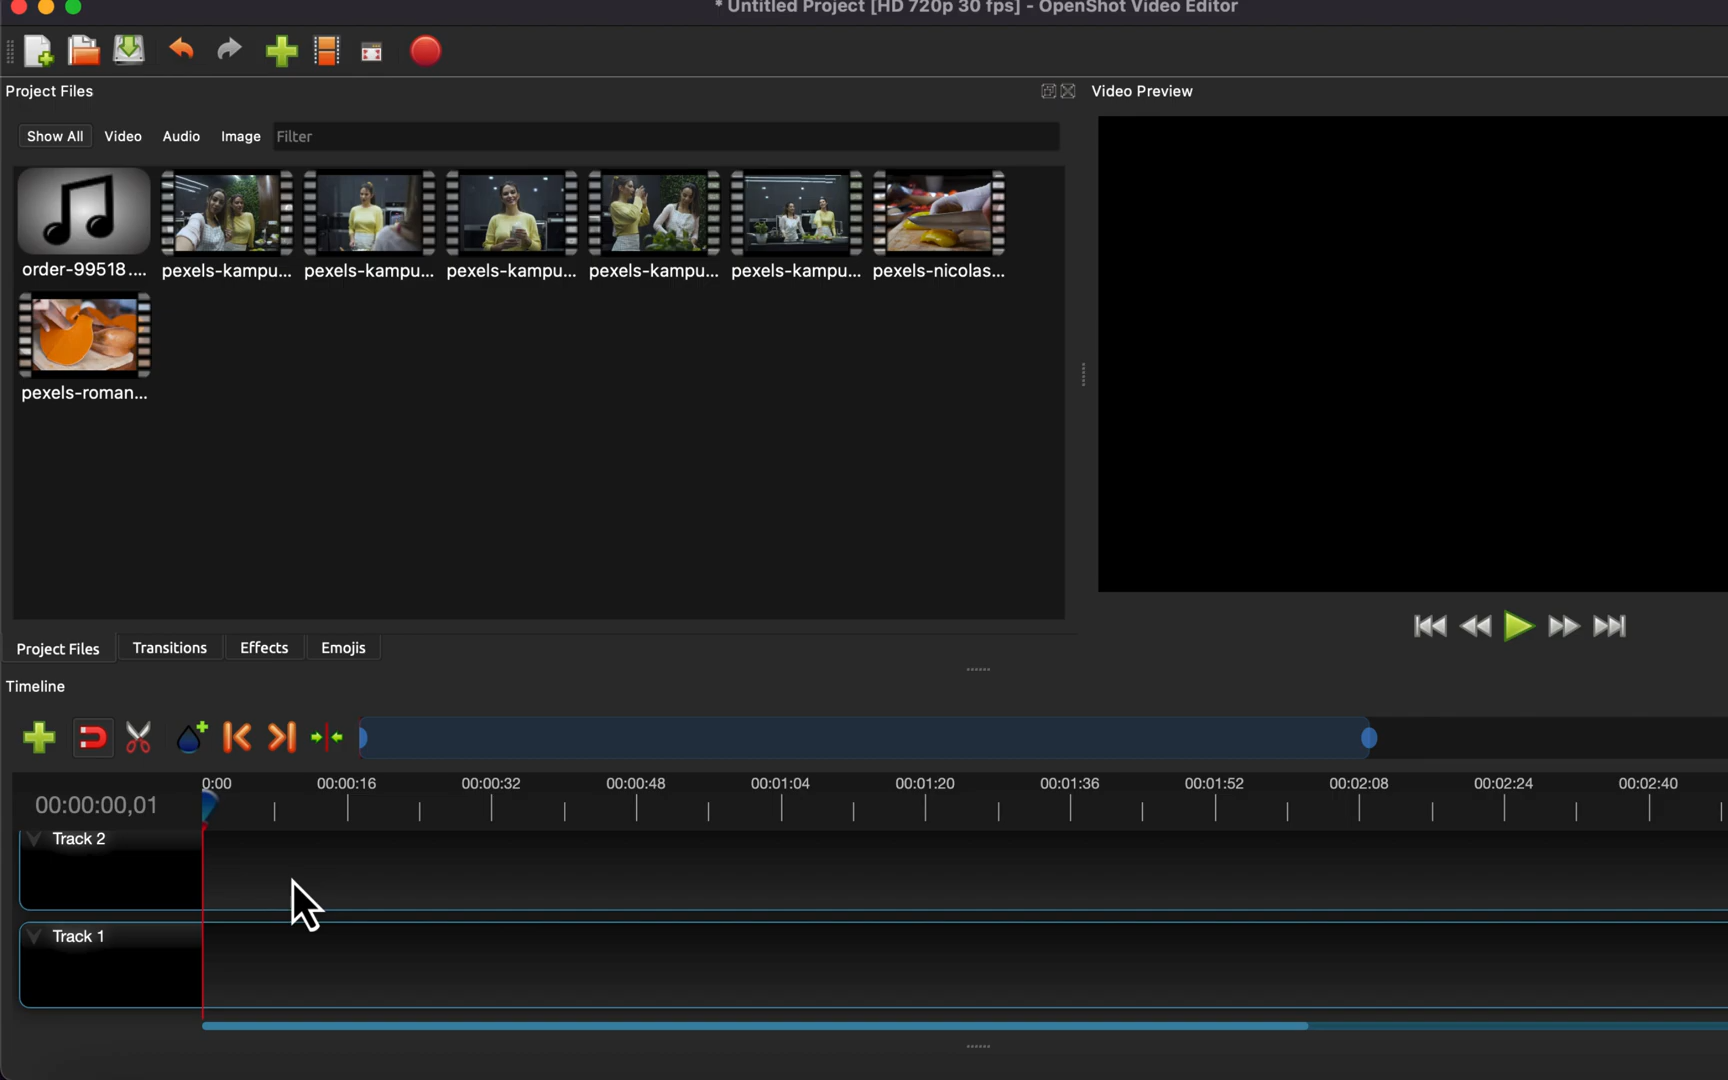 * Untitled Project [HD 720p 30 fps] - OpenShot Video Editor
Project Files
Video Preview
Show All Video Audio Image Filter
order-99518.... pexels-kampu... pexels-kampu... pexels-kampu... pexels-kampu... pexels-kampu... pexels-nicolas...
pexels-roman...
Project Files Transitions Effects Emojis
Timeline
0:00 00:00:16 00:00:32 00:00:48 00:01:04 00:01:20 00:01:36 00:01:52 00:02:08 00:02:24 00:02:40
00:00:00,01
Track 2
Track 1